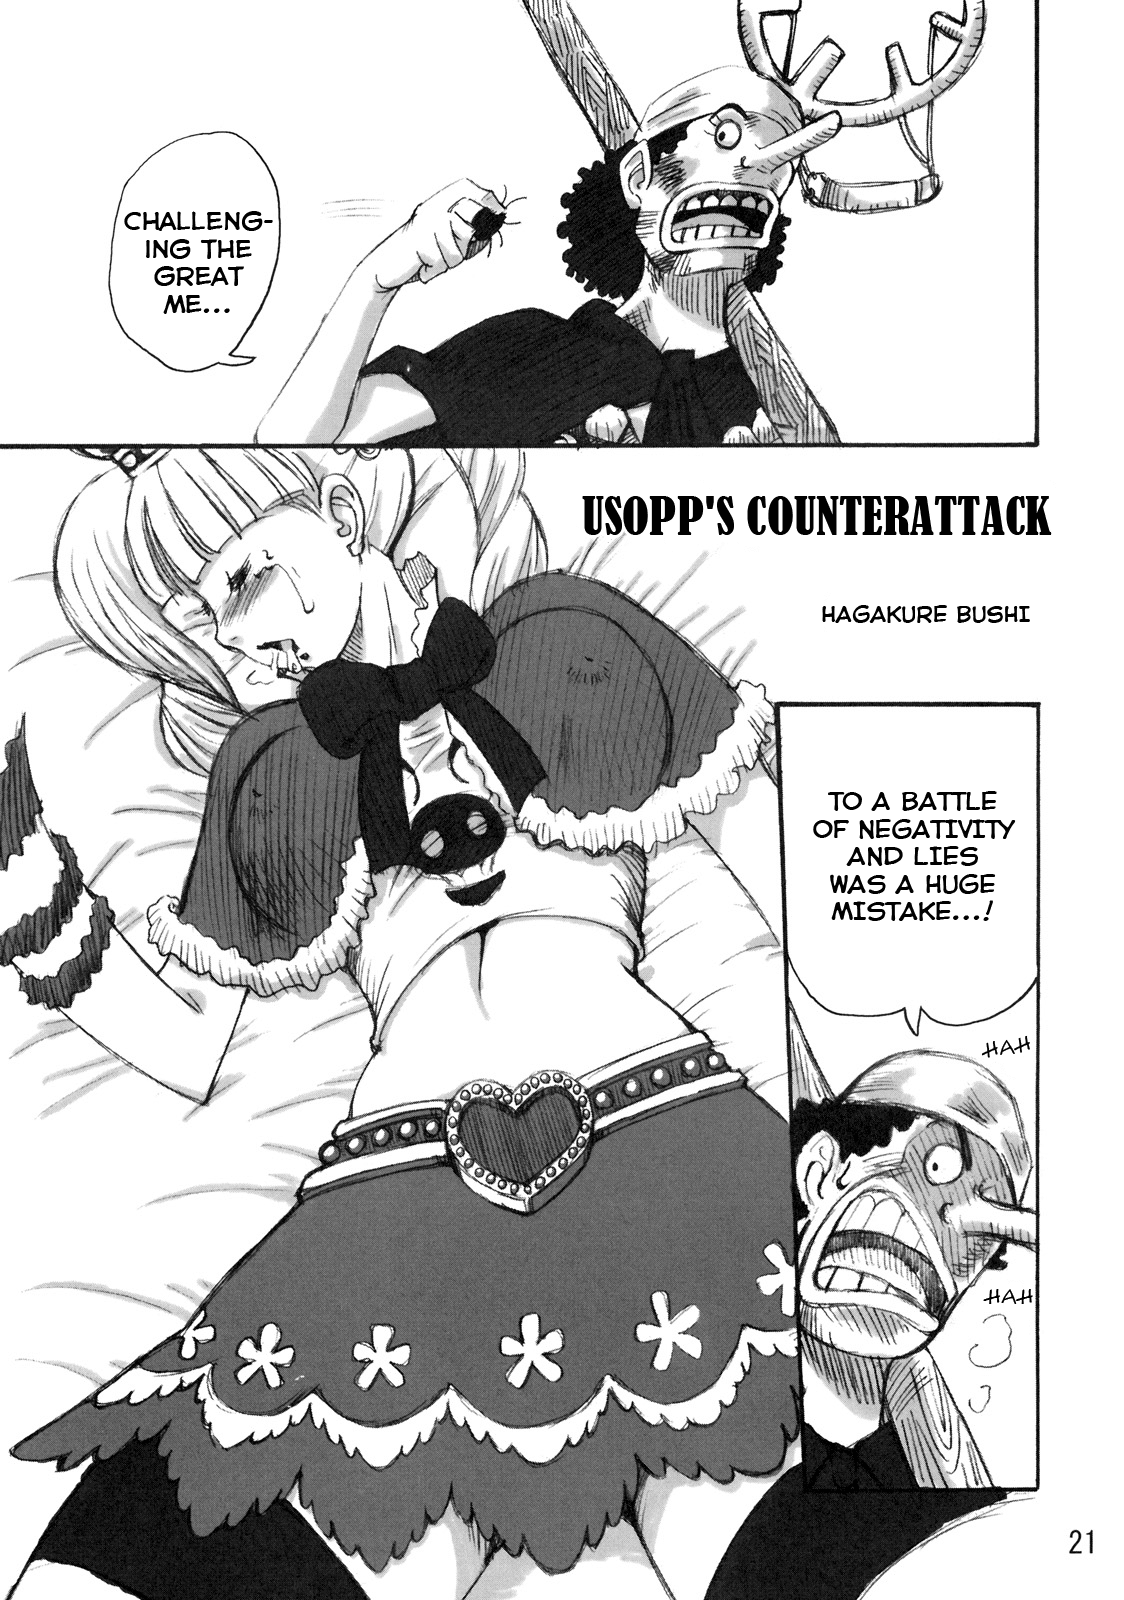 CHALLENG-
ING THE
GREAT
ME...
USOPP'S COUNTERATTACK
HAGAKURE BUSHI
TO A BATTLE
OF NEGATIVITY
AND LIES
WAS A HUGE
MISTAKE...!
HAH
HAH
21